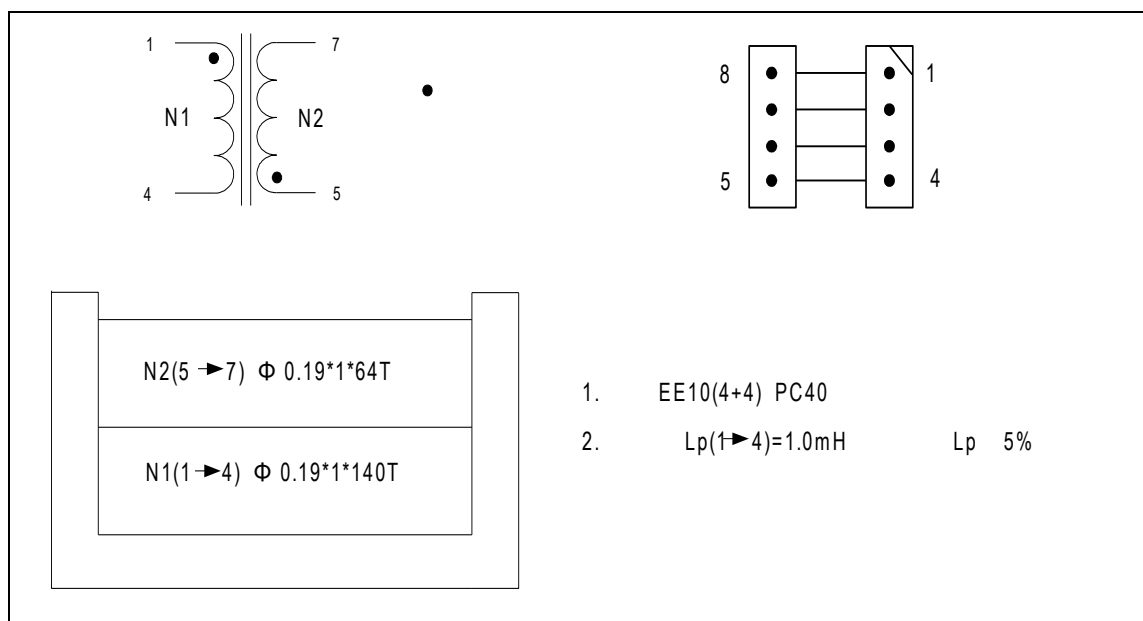 1 7
N1 N2
4 5
8 1
5 4
N2(5→7) Φ 0.19*1*64T
N1(1→4) Φ 0.19*1*140T
1. EE10(4+4) PC40
2. Lp(1→4)=1.0mH Lp 5%